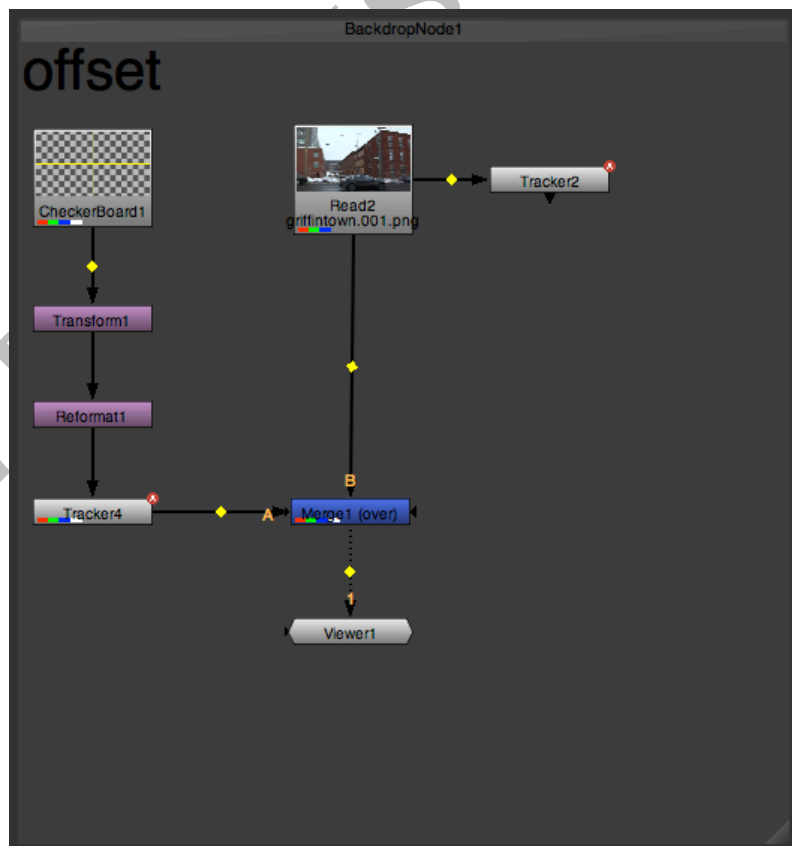 BackdropNode1
offset
CheckerBoard1
Read2
griffintown.001.png
Tracker2
Transform1
Reformat1
B
Tracker4
A
Merge1 (over)
1
Viewer1